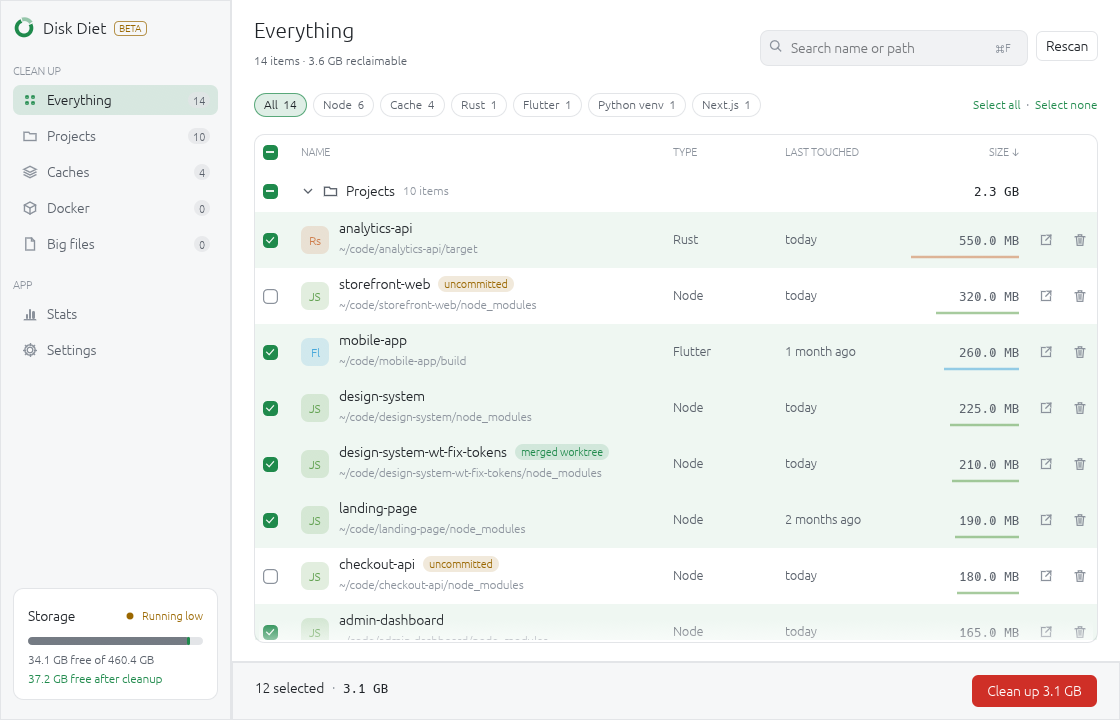 Disk Diet BETA
CLEAN UP
Everything 14
Projects 10
Caches 4
Docker 0
Big files 0
APP
Stats
Settings
Storage Running low
34.1 GB free of 460.4 GB
37.2 GB free after cleanup
Everything
14 items · 3.6 GB reclaimable
Search name or path ⌘F
Rescan
All 14 Node 6 Cache 4 Rust 1 Flutter 1 Python venv 1 Next.js 1
Select all · Select none
NAME TYPE LAST TOUCHED SIZE ↓
Projects 10 items 2.3 GB
Rs analytics-api Rust today 550.0 MB
~/code/analytics-api/target
JS storefront-web uncommitted Node today 320.0 MB
~/code/storefront-web/node_modules
Fl mobile-app Flutter 1 month ago 260.0 MB
~/code/mobile-app/build
JS design-system Node today 225.0 MB
~/code/design-system/node_modules
JS design-system-wt-fix-tokens merged worktree Node today 210.0 MB
~/code/design-system-wt-fix-tokens/node_modules
JS landing-page Node 2 months ago 190.0 MB
~/code/landing-page/node_modules
JS checkout-api uncommitted Node today 180.0 MB
~/code/checkout-api/node_modules
JS admin-dashboard Node today 165.0 MB
~/code/admin-dashboard/node_modules
12 selected · 3.1 GB
Clean up 3.1 GB